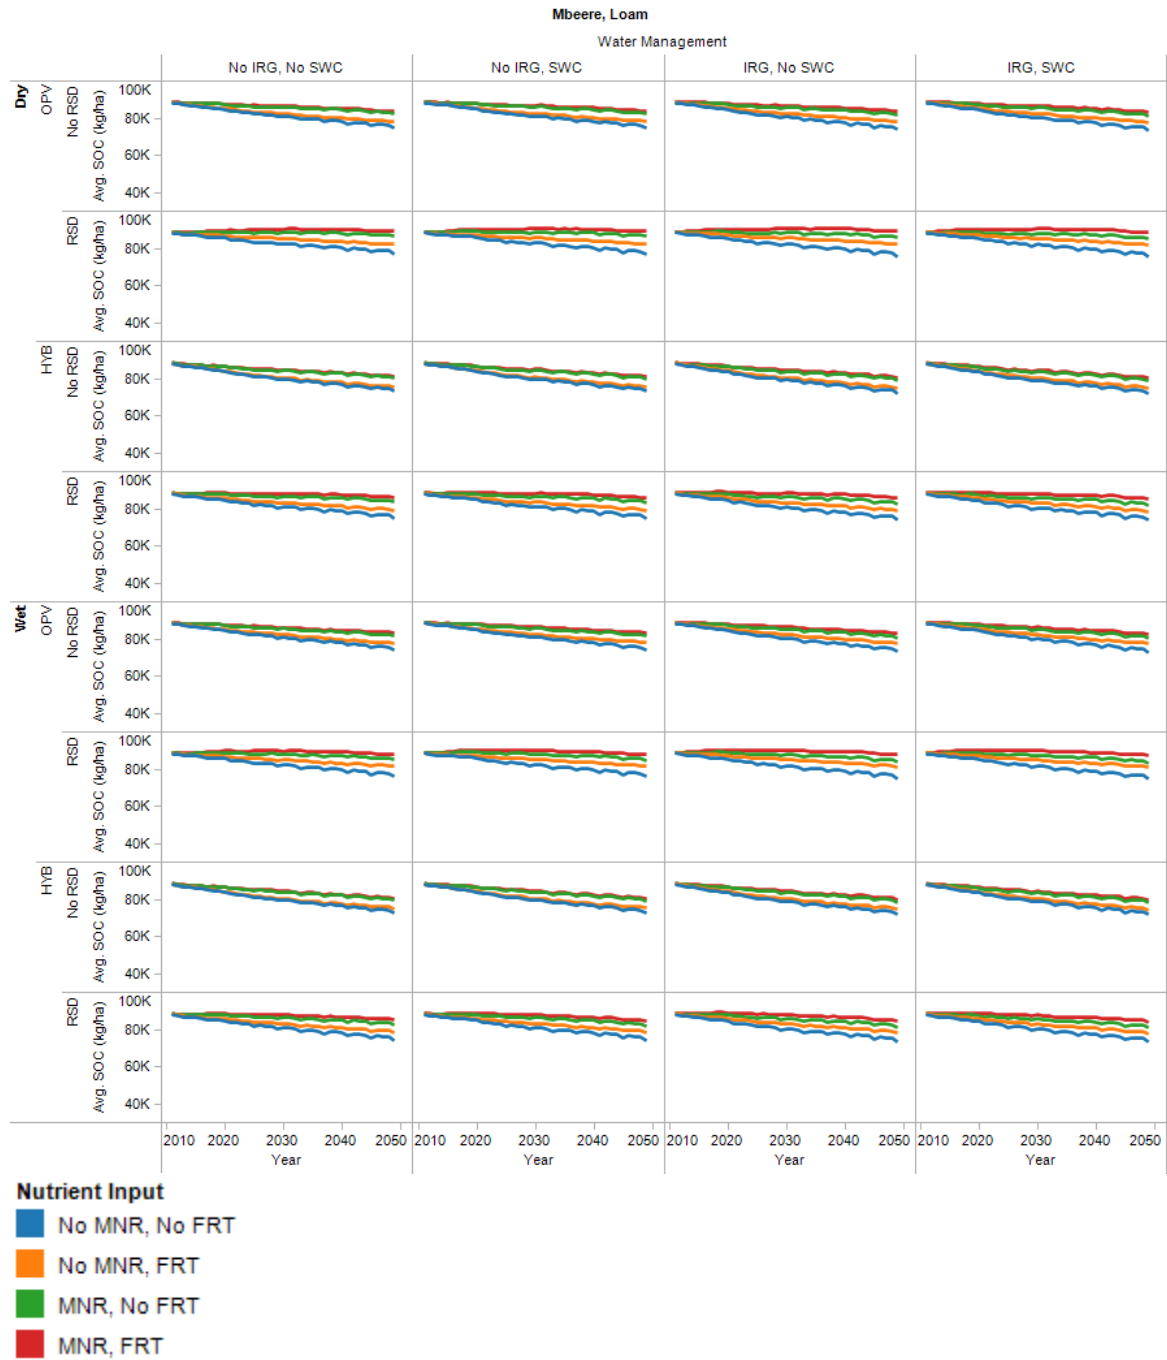 Mbeere, Loam
Water Management
No IRG, No SWC
No IRG, SWC
IRG, No SWC
IRG, SWC
Dry
OPV
No RSD
Avg. SOC (kg/ha)
100K
80K
60K
40K
RSD
Avg. SOC (kg/ha)
100K
80K
60K
40K
HYB
No RSD
Avg. SOC (kg/ha)
100K
80K
60K
40K
RSD
Avg. SOC (kg/ha)
100K
80K
60K
40K
Wet
OPV
No RSD
Avg. SOC (kg/ha)
100K
80K
60K
40K
RSD
Avg. SOC (kg/ha)
100K
80K
60K
40K
HYB
No RSD
Avg. SOC (kg/ha)
100K
80K
60K
40K
RSD
Avg. SOC (kg/ha)
100K
80K
60K
40K
2010 2020 2030 2040 2050 2010 2020 2030 2040 2050 2010 2020 2030 2040 2050 2010 2020 2030 2040 2050
Year Year Year Year
Nutrient Input
No MNR, No FRT
No MNR, FRT
MNR, No FRT
MNR, FRT